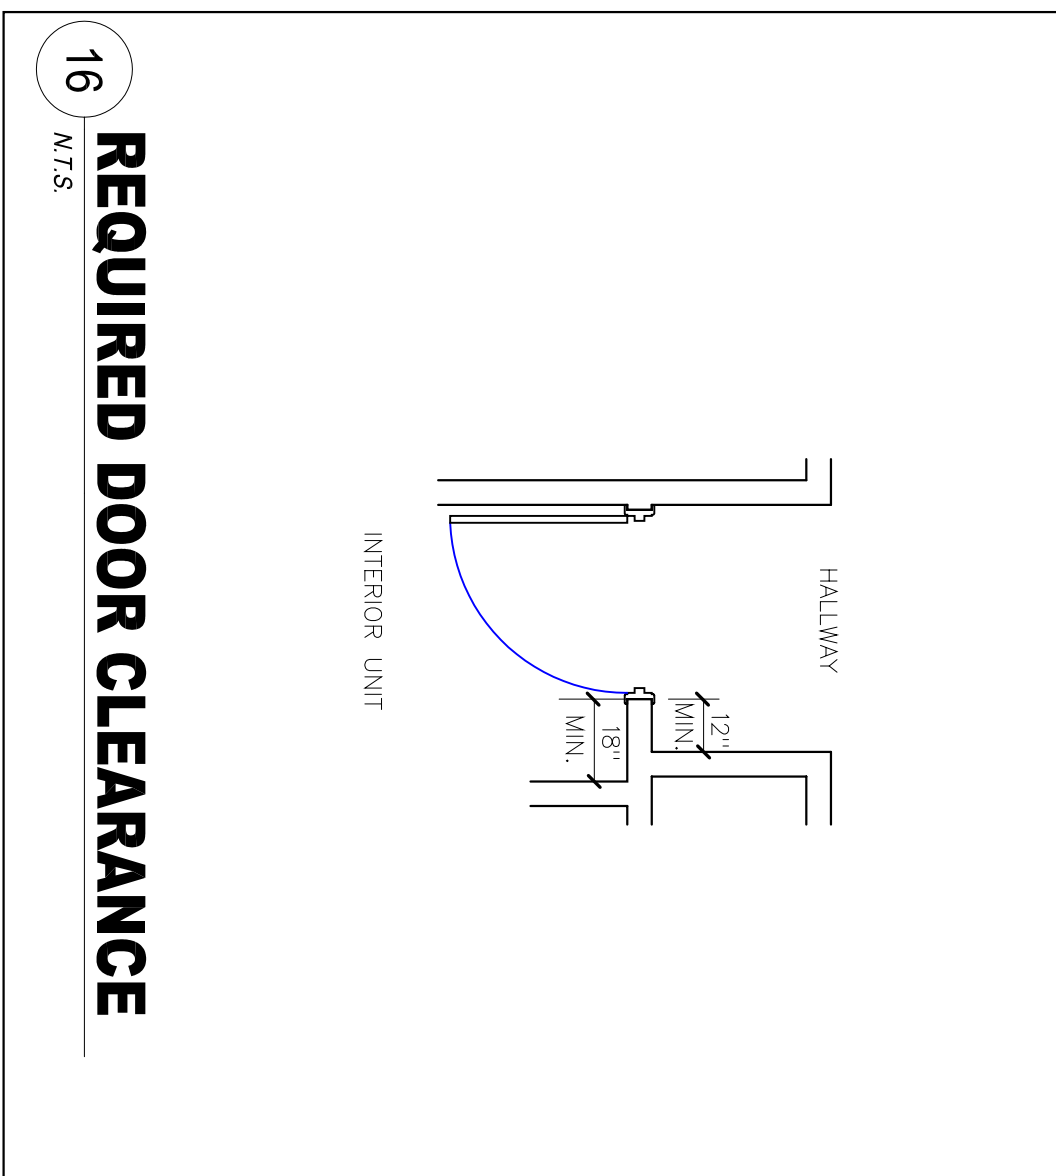 HALLWAY
12"
MIN.
18"
MIN.
INTERIOR UNIT
16
REQUIRED DOOR CLEARANCE
N.T.S.